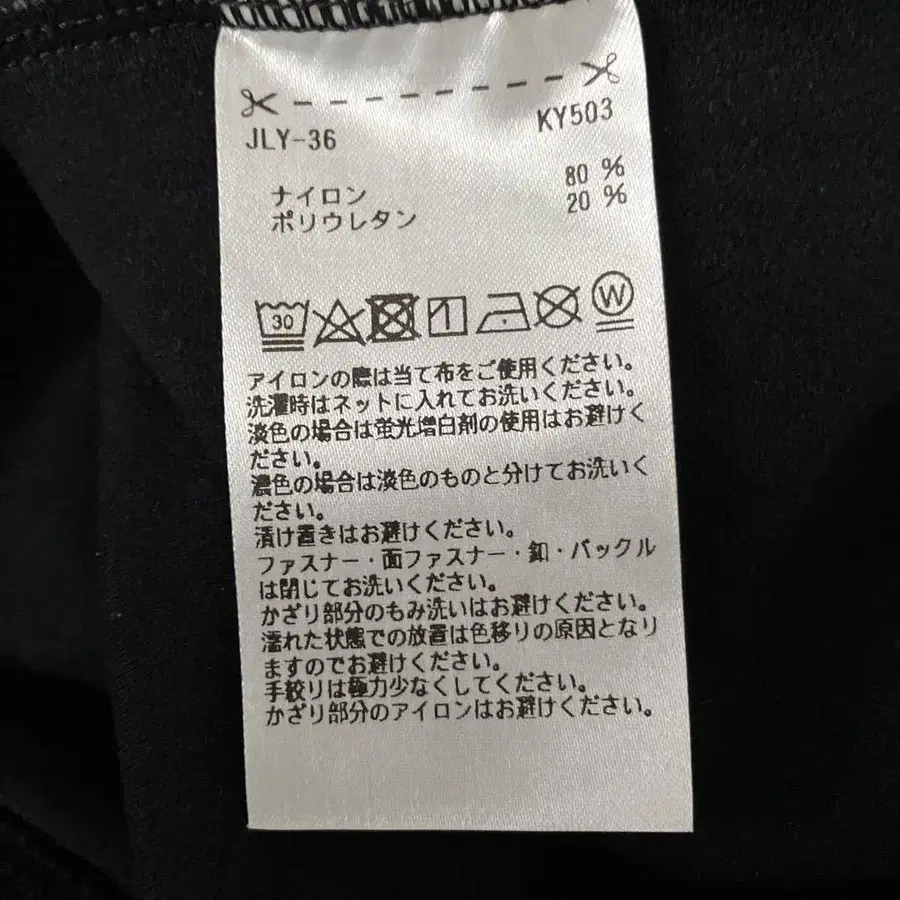 JLY-36 KY503
ナイロン 80 %
ポリウレタン 20 %
30 W
アイロンの際は当て布をご使用ください。
洗濯時はネットに入れてお洗いください。
淡色の場合は蛍光増白剤の使用はお避けく
ださい。
濃色の場合は淡色のものと分けてお洗いく
ださい。
漬け置きはお避けください。
ファスナー・面ファスナー・釦・バックル
は閉じてお洗いください。
かざり部分のもみ洗いはお避けください。
濡れた状態での放置は色移りの原因となり
ますのでお避けください。
手絞りは極力少なくしてください。
かざり部分のアイロンはお避けください。